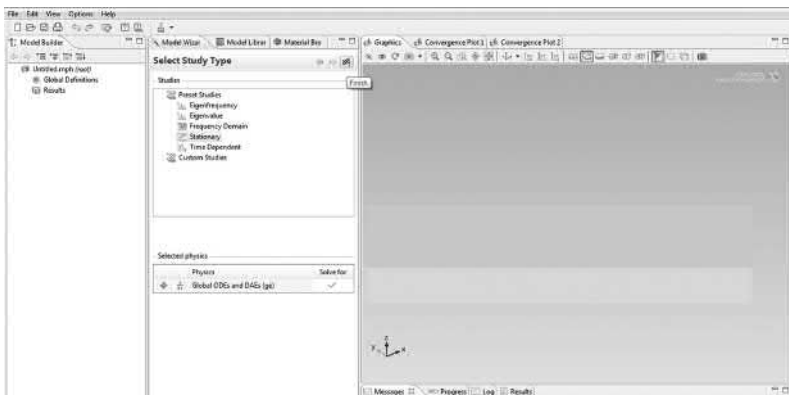 File Edit View Options Help
Model Builder
Untitled.mph (root)
Global Definitions
Results
Model Wizar
Model Librar
Material Bro
Select Study Type
Finish
Studies
Preset Studies
Eigenfrequency
Eigenvalue
Frequency Domain
Stationary
Time Dependent
Custom Studies
Selected physics
Physics Solve for
Global ODEs and DAEs (ge)
Graphics Convergence Plot 1 Convergence Plot 2
z
y x
Messages Progress Log Results